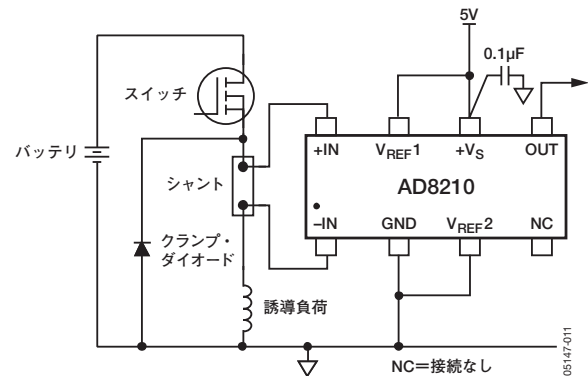 5V
0.1µF
スイッチ
バッテリ
+IN
VREF1
+VS
OUT
シャント
AD8210
–IN
GND
VREF2
NC
クランプ・
ダイオード
誘導負荷
NC=接続なし
05147-011